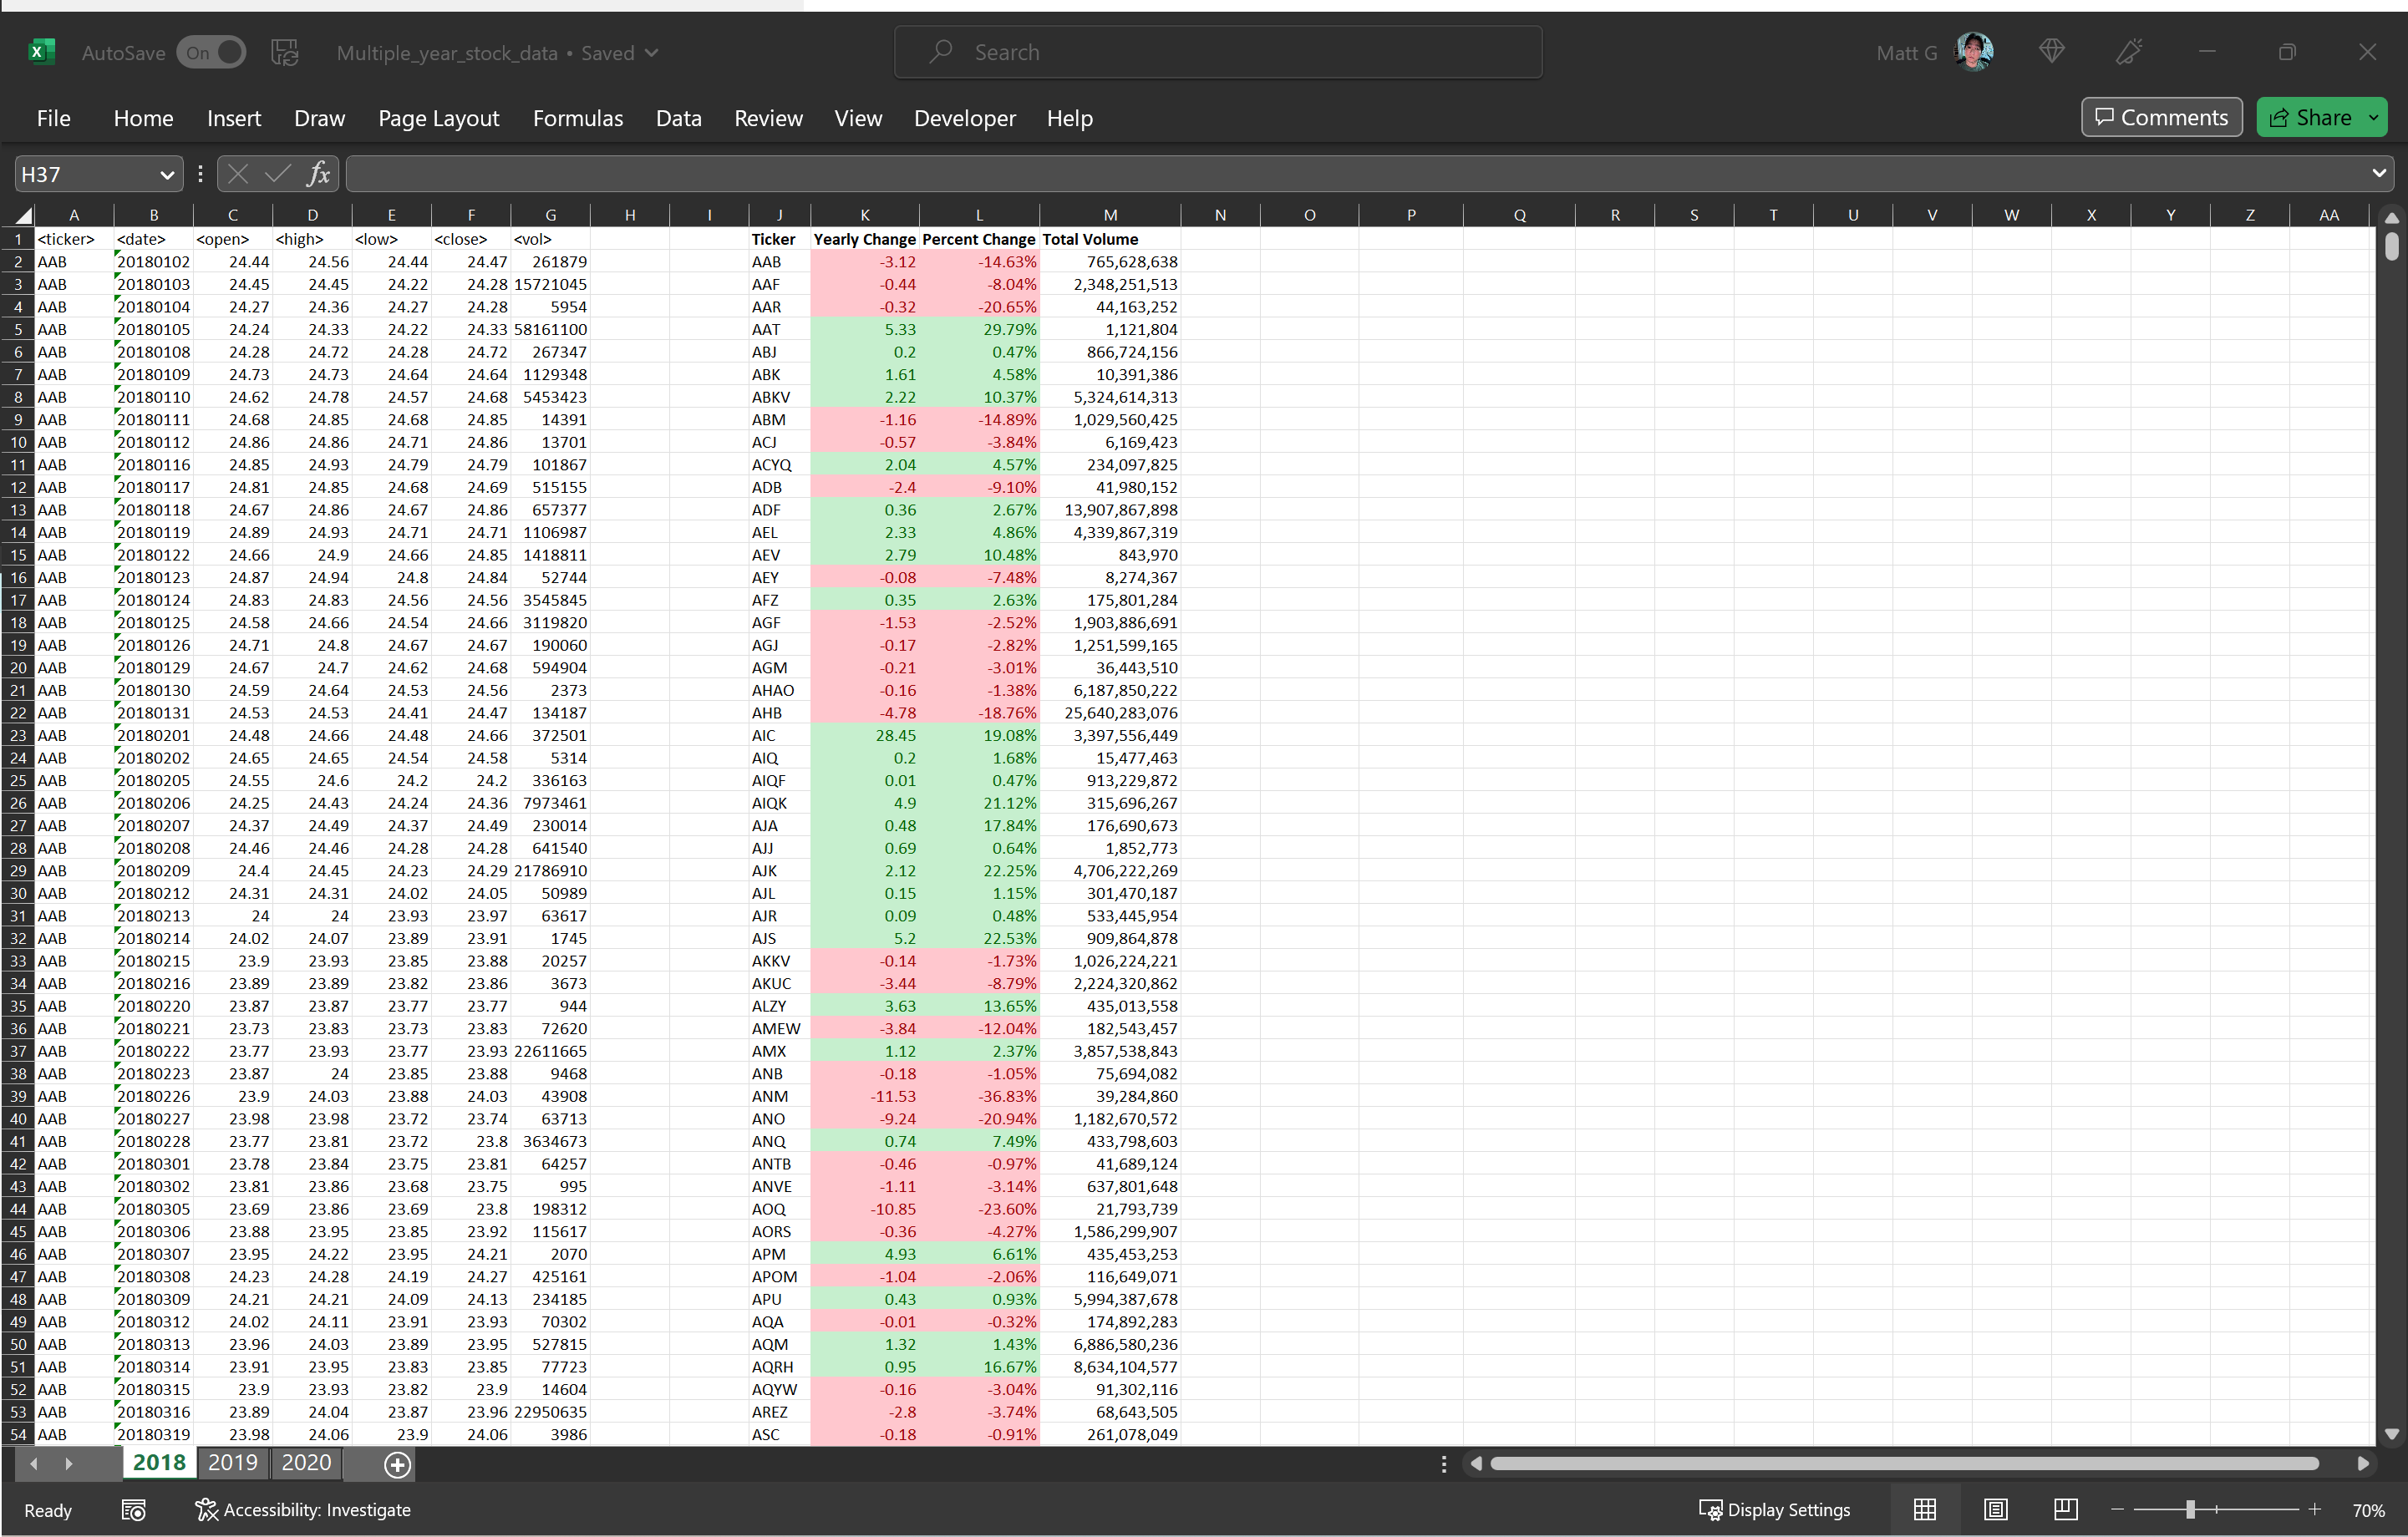 AutoSave On Multiple_year_stock_data • Saved Search Matt G
File Home Insert Draw Page Layout Formulas Data Review View Developer Help Comments Share
H37 fx
A B C D E F G H I J K L M N O P Q R S T U V W X Y Z AA
1 <ticker> <date> <open> <high> <low> <close> <vol> Ticker Yearly Change Percent Change Total Volume
2 AAB 20180102 24.44 24.56 24.44 24.47 261879 AAB -3.12 -14.63% 765,628,638
3 AAB 20180103 24.45 24.45 24.22 24.28 15721045 AAF -0.44 -8.04% 2,348,251,513
4 AAB 20180104 24.27 24.36 24.27 24.28 5954 AAR -0.32 -20.65% 44,163,252
5 AAB 20180105 24.24 24.33 24.22 24.33 58161100 AAT 5.33 29.79% 1,121,804
6 AAB 20180108 24.28 24.72 24.28 24.72 267347 ABJ 0.2 0.47% 866,724,156
7 AAB 20180109 24.73 24.73 24.64 24.64 1129348 ABK 1.61 4.58% 10,391,386
8 AAB 20180110 24.62 24.78 24.57 24.68 5453423 ABKV 2.22 10.37% 5,324,614,313
9 AAB 20180111 24.68 24.85 24.68 24.85 14391 ABM -1.16 -14.89% 1,029,560,425
10 AAB 20180112 24.86 24.86 24.71 24.86 13701 ACJ -0.57 -3.84% 6,169,423
11 AAB 20180116 24.85 24.93 24.79 24.79 101867 ACYQ 2.04 4.57% 234,097,825
12 AAB 20180117 24.81 24.85 24.68 24.69 515155 ADB -2.4 -9.10% 41,980,152
13 AAB 20180118 24.67 24.86 24.67 24.86 657377 ADF 0.36 2.67% 13,907,867,898
14 AAB 20180119 24.89 24.93 24.71 24.71 1106987 AEL 2.33 4.86% 4,339,867,319
15 AAB 20180122 24.66 24.9 24.66 24.85 1418811 AEV 2.79 10.48% 843,970
16 AAB 20180123 24.87 24.94 24.8 24.84 52744 AEY -0.08 -7.48% 8,274,367
17 AAB 20180124 24.83 24.83 24.56 24.56 3545845 AFZ 0.35 2.63% 175,801,284
18 AAB 20180125 24.58 24.66 24.54 24.66 3119820 AGF -1.53 -2.52% 1,903,886,691
19 AAB 20180126 24.71 24.8 24.67 24.67 190060 AGJ -0.17 -2.82% 1,251,599,165
20 AAB 20180129 24.67 24.7 24.62 24.68 594904 AGM -0.21 -3.01% 36,443,510
21 AAB 20180130 24.59 24.64 24.53 24.56 2373 AHAO -0.16 -1.38% 6,187,850,222
22 AAB 20180131 24.53 24.53 24.41 24.47 134187 AHB -4.78 -18.76% 25,640,283,076
23 AAB 20180201 24.48 24.66 24.48 24.66 372501 AIC 28.45 19.08% 3,397,556,449
24 AAB 20180202 24.65 24.65 24.54 24.58 5314 AIQ 0.2 1.68% 15,477,463
25 AAB 20180205 24.55 24.6 24.2 24.2 336163 AIQF 0.01 0.47% 913,229,872
26 AAB 20180206 24.25 24.43 24.24 24.36 7973461 AIQK 4.9 21.12% 315,696,267
27 AAB 20180207 24.37 24.49 24.37 24.49 230014 AJA 0.48 17.84% 176,690,673
28 AAB 20180208 24.46 24.46 24.28 24.28 641540 AJJ 0.69 0.64% 1,852,773
29 AAB 20180209 24.4 24.45 24.23 24.29 21786910 AJK 2.12 22.25% 4,706,222,269
30 AAB 20180212 24.31 24.31 24.02 24.05 50989 AJL 0.15 1.15% 301,470,187
31 AAB 20180213 24 24 23.93 23.97 63617 AJR 0.09 0.48% 533,445,954
32 AAB 20180214 24.02 24.07 23.89 23.91 1745 AJS 5.2 22.53% 909,864,878
33 AAB 20180215 23.9 23.93 23.85 23.88 20257 AKKV -0.14 -1.73% 1,026,224,221
34 AAB 20180216 23.89 23.89 23.82 23.86 3673 AKUC -3.44 -8.79% 2,224,320,862
35 AAB 20180220 23.87 23.87 23.77 23.77 944 ALZY 3.63 13.65% 435,013,558
36 AAB 20180221 23.73 23.83 23.73 23.83 72620 AMEW -3.84 -12.04% 182,543,457
37 AAB 20180222 23.77 23.93 23.77 23.93 22611665 AMX 1.12 2.37% 3,857,538,843
38 AAB 20180223 23.87 24 23.85 23.88 9468 ANB -0.18 -1.05% 75,694,082
39 AAB 20180226 23.9 24.03 23.88 24.03 43908 ANM -11.53 -36.83% 39,284,860
40 AAB 20180227 23.98 23.98 23.72 23.74 63713 ANO -9.24 -20.94% 1,182,670,572
41 AAB 20180228 23.77 23.81 23.72 23.8 3634673 ANQ 0.74 7.49% 433,798,603
42 AAB 20180301 23.78 23.84 23.75 23.81 64257 ANTB -0.46 -0.97% 41,689,124
43 AAB 20180302 23.81 23.86 23.68 23.75 995 ANVE -1.11 -3.14% 637,801,648
44 AAB 20180305 23.69 23.86 23.69 23.8 198312 AOQ -10.85 -23.60% 21,793,739
45 AAB 20180306 23.88 23.95 23.85 23.92 115617 AORS -0.36 -4.27% 1,586,299,907
46 AAB 20180307 23.95 24.22 23.95 24.21 2070 APM 4.93 6.61% 435,453,253
47 AAB 20180308 24.23 24.28 24.19 24.27 425161 APOM -1.04 -2.06% 116,649,071
48 AAB 20180309 24.21 24.21 24.09 24.13 234185 APU 0.43 0.93% 5,994,387,678
49 AAB 20180312 24.02 24.11 23.91 23.93 70302 AQA -0.01 -0.32% 174,892,283
50 AAB 20180313 23.96 24.03 23.89 23.95 527815 AQM 1.32 1.43% 6,886,580,236
51 AAB 20180314 23.91 23.95 23.83 23.85 77723 AQRH 0.95 16.67% 8,634,104,577
52 AAB 20180315 23.9 23.93 23.82 23.9 14604 AQYW -0.16 -3.04% 91,302,116
53 AAB 20180316 23.89 24.04 23.87 23.96 22950635 AREZ -2.8 -3.74% 68,643,505
54 AAB 20180319 23.98 24.06 23.9 24.06 3986 ASC -0.18 -0.91% 261,078,049
2018 2019 2020
Ready Accessibility: Investigate Display Settings 70%